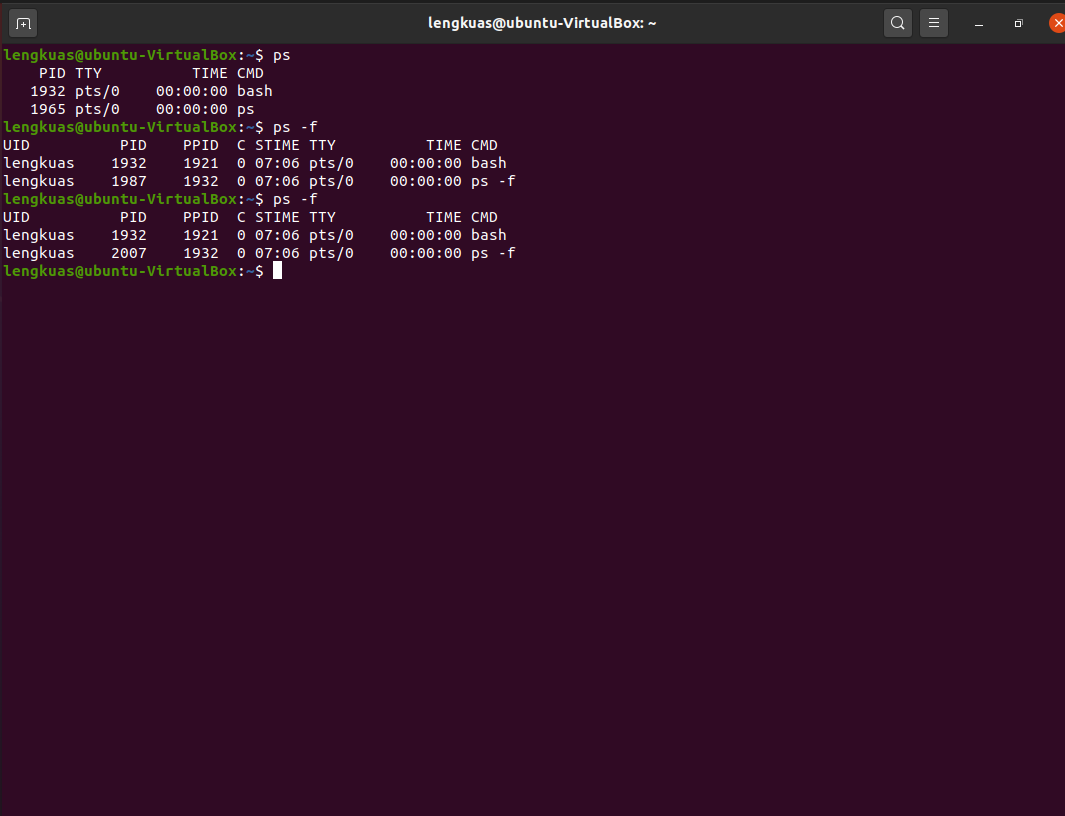 lengkuas@ubuntu-VirtualBox: ~
lengkuas@ubuntu-VirtualBox:~$ ps
    PID TTY          TIME CMD
   1932 pts/0    00:00:00 bash
   1965 pts/0    00:00:00 ps
lengkuas@ubuntu-VirtualBox:~$ ps -f
UID          PID    PPID  C STIME TTY          TIME CMD
lengkuas    1932    1921  0 07:06 pts/0    00:00:00 bash
lengkuas    1987    1932  0 07:06 pts/0    00:00:00 ps -f
lengkuas@ubuntu-VirtualBox:~$ ps -f
UID          PID    PPID  C STIME TTY          TIME CMD
lengkuas    1932    1921  0 07:06 pts/0    00:00:00 bash
lengkuas    2007    1932  0 07:06 pts/0    00:00:00 ps -f
lengkuas@ubuntu-VirtualBox:~$